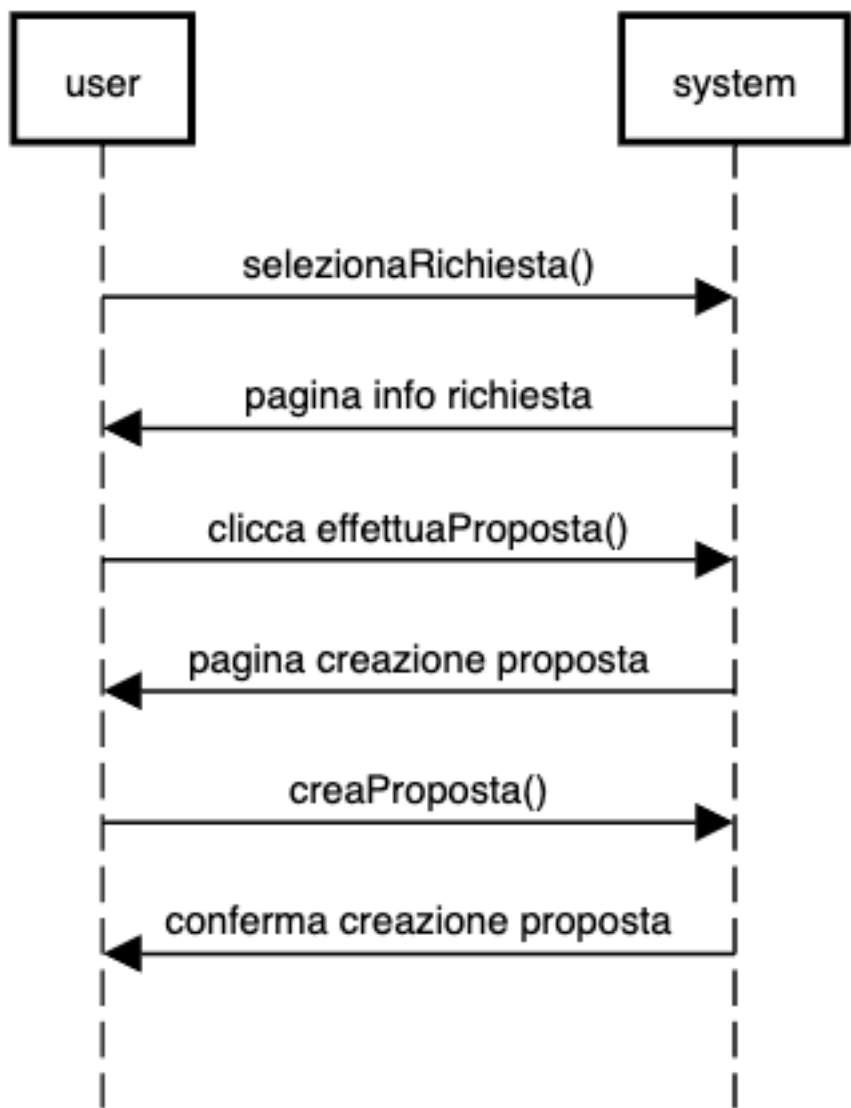 user
system
selezionaRichiesta()
pagina info richiesta
clicca effettuaProposta()
pagina creazione proposta
creaProposta()
conferma creazione proposta